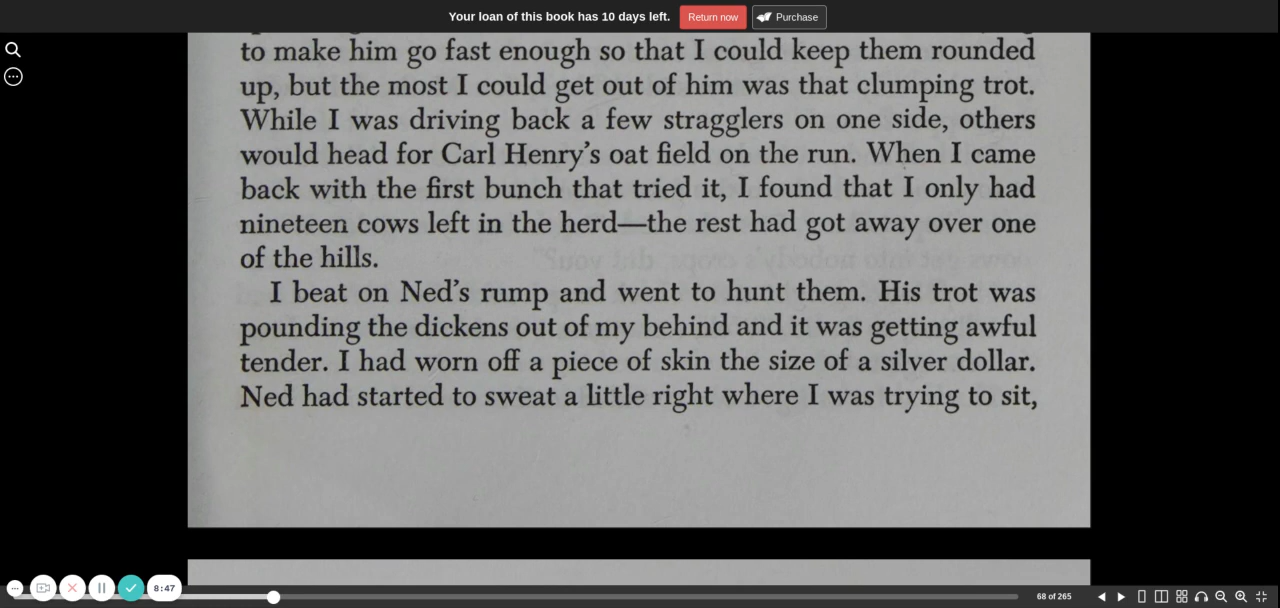 Your loan of this book has 10 days left. Return now Purchase
to make him go fast enough so that I could keep them rounded
up, but the most I could get out of him was that clumping trot.
While I was driving back a few stragglers on one side, others
would head for Carl Henry's oat field on the run. When I came
back with the first bunch that tried it, I found that I only had
nineteen cows left in the herd—the rest had got away over one
of the hills.
I beat on Ned's rump and went to hunt them. His trot was
pounding the dickens out of my behind and it was getting awful
tender. I had worn off a piece of skin the size of a silver dollar.
Ned had started to sweat a little right where I was trying to sit,
8:47
68 of 265